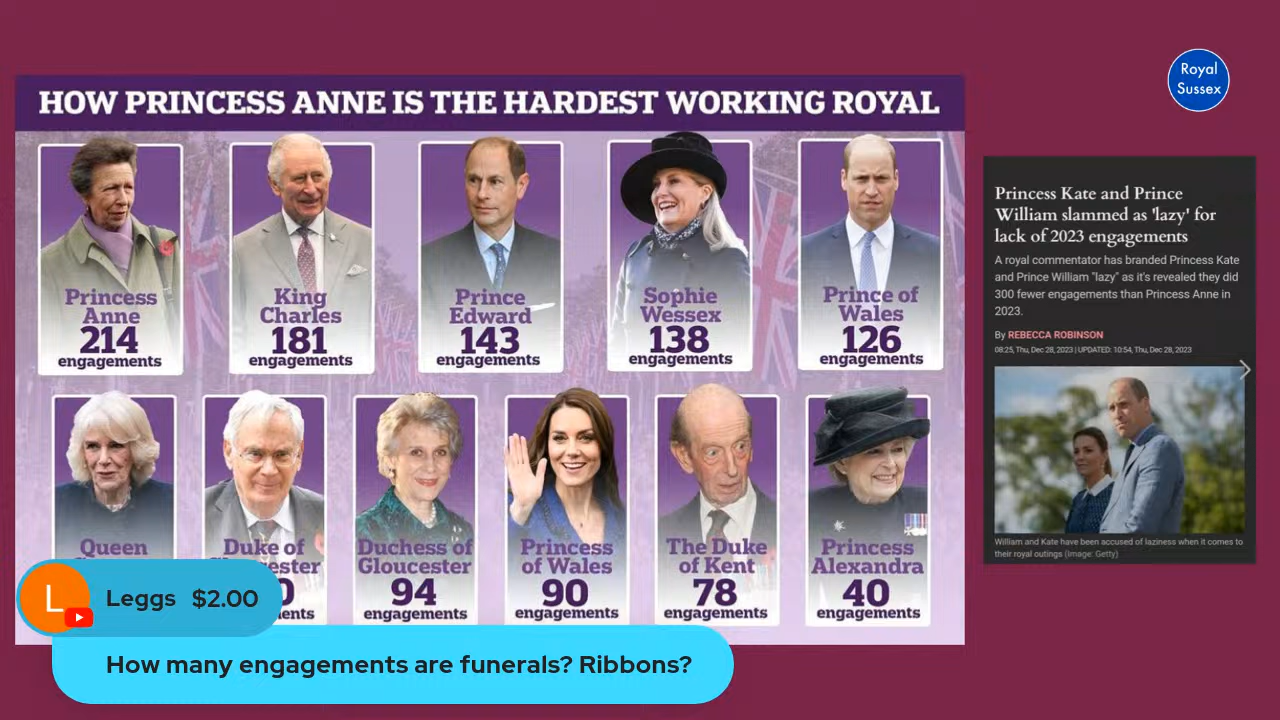 HOW PRINCESS ANNE IS THE HARDEST WORKING ROYAL
Royal
Sussex
Princess
Anne
214
engagements
King
Charles
181
engagements
Prince
Edward
143
engagements
Sophie
Wessex
138
engagements
Prince of
Wales
126
engagements
Queen
Duke of
Duchess of
Gloucester
94
engagements
Princess
of Wales
90
engagements
The Duke
of Kent
78
engagements
Princess
Alexandra
40
engagements
Princess Kate and Prince
William slammed as 'lazy' for
lack of 2023 engagements
A royal commentator has branded Princess Kate
and Prince William "lazy" as it's revealed they did
300 fewer engagements than Princess Anne in
2023.
By REBECCA ROBINSON
08:25, Thu, Dec 28, 2023 | UPDATED: 10:54, Thu, Dec 28, 2023
William and Kate have been accused of laziness when it comes to
their royal outings (Image: Getty)
L
Leggs $2.00
How many engagements are funerals? Ribbons?